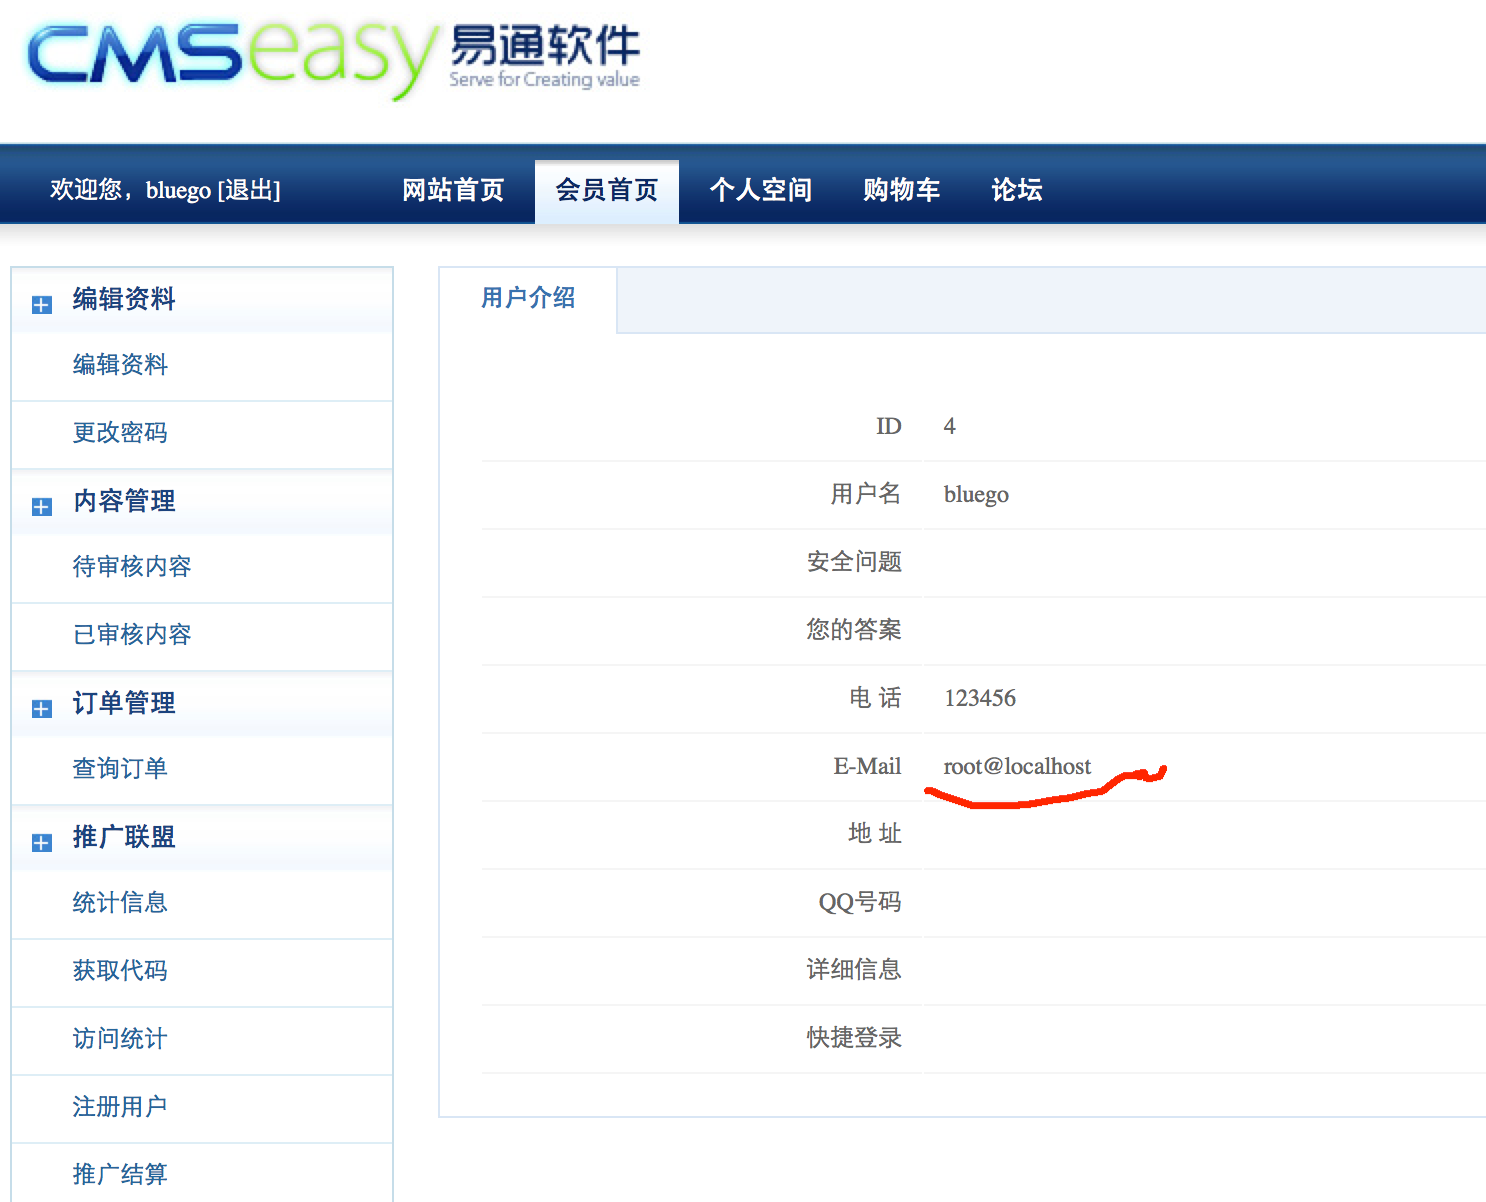 CMSeasy 易通软件
Serve for Creating value
欢迎您，bluego [退出] 网站首页 会员首页 个人空间 购物车 论坛
编辑资料
编辑资料
更改密码
内容管理
待审核内容
已审核内容
订单管理
查询订单
推广联盟
统计信息
获取代码
访问统计
注册用户
推广结算
用户介绍
ID 4
用户名 bluego
安全问题
您的答案
电 话 123456
E-Mail root@localhost
地 址
QQ号码
详细信息
快捷登录